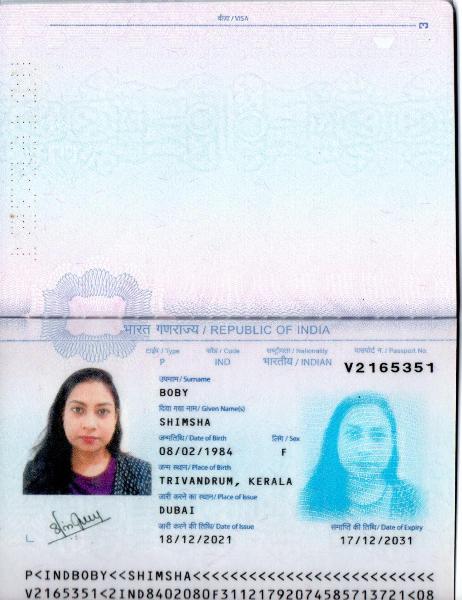 वीज़ा / VISA
3
भारत गणराज्य / REPUBLIC OF INDIA
टाईप / Type कोड / Code राष्ट्रीयता / Nationality पासपोर्ट न. / Passport No.
P IND भारतीय / INDIAN V2165351
उपनाम / Surname
BOBY
दिया गया नाम / Given Name(s)
SHIMSHA
जन्मतिथि / Date of Birth लिंग / Sex
08/02/1984 F
जन्म स्थान / Place of Birth
TRIVANDRUM, KERALA
जारी करने का स्थान / Place of Issue
DUBAI
जारी करने की तिथि / Date of Issue समाप्ति की तिथि / Date of Expiry
18/12/2021 17/12/2031
P<INDBOBY<<SHIMSHA<<<<<<<<<<<<<<<<<<<<<<<<<<
V2165351<2IND8402080F31121792074585713721<08